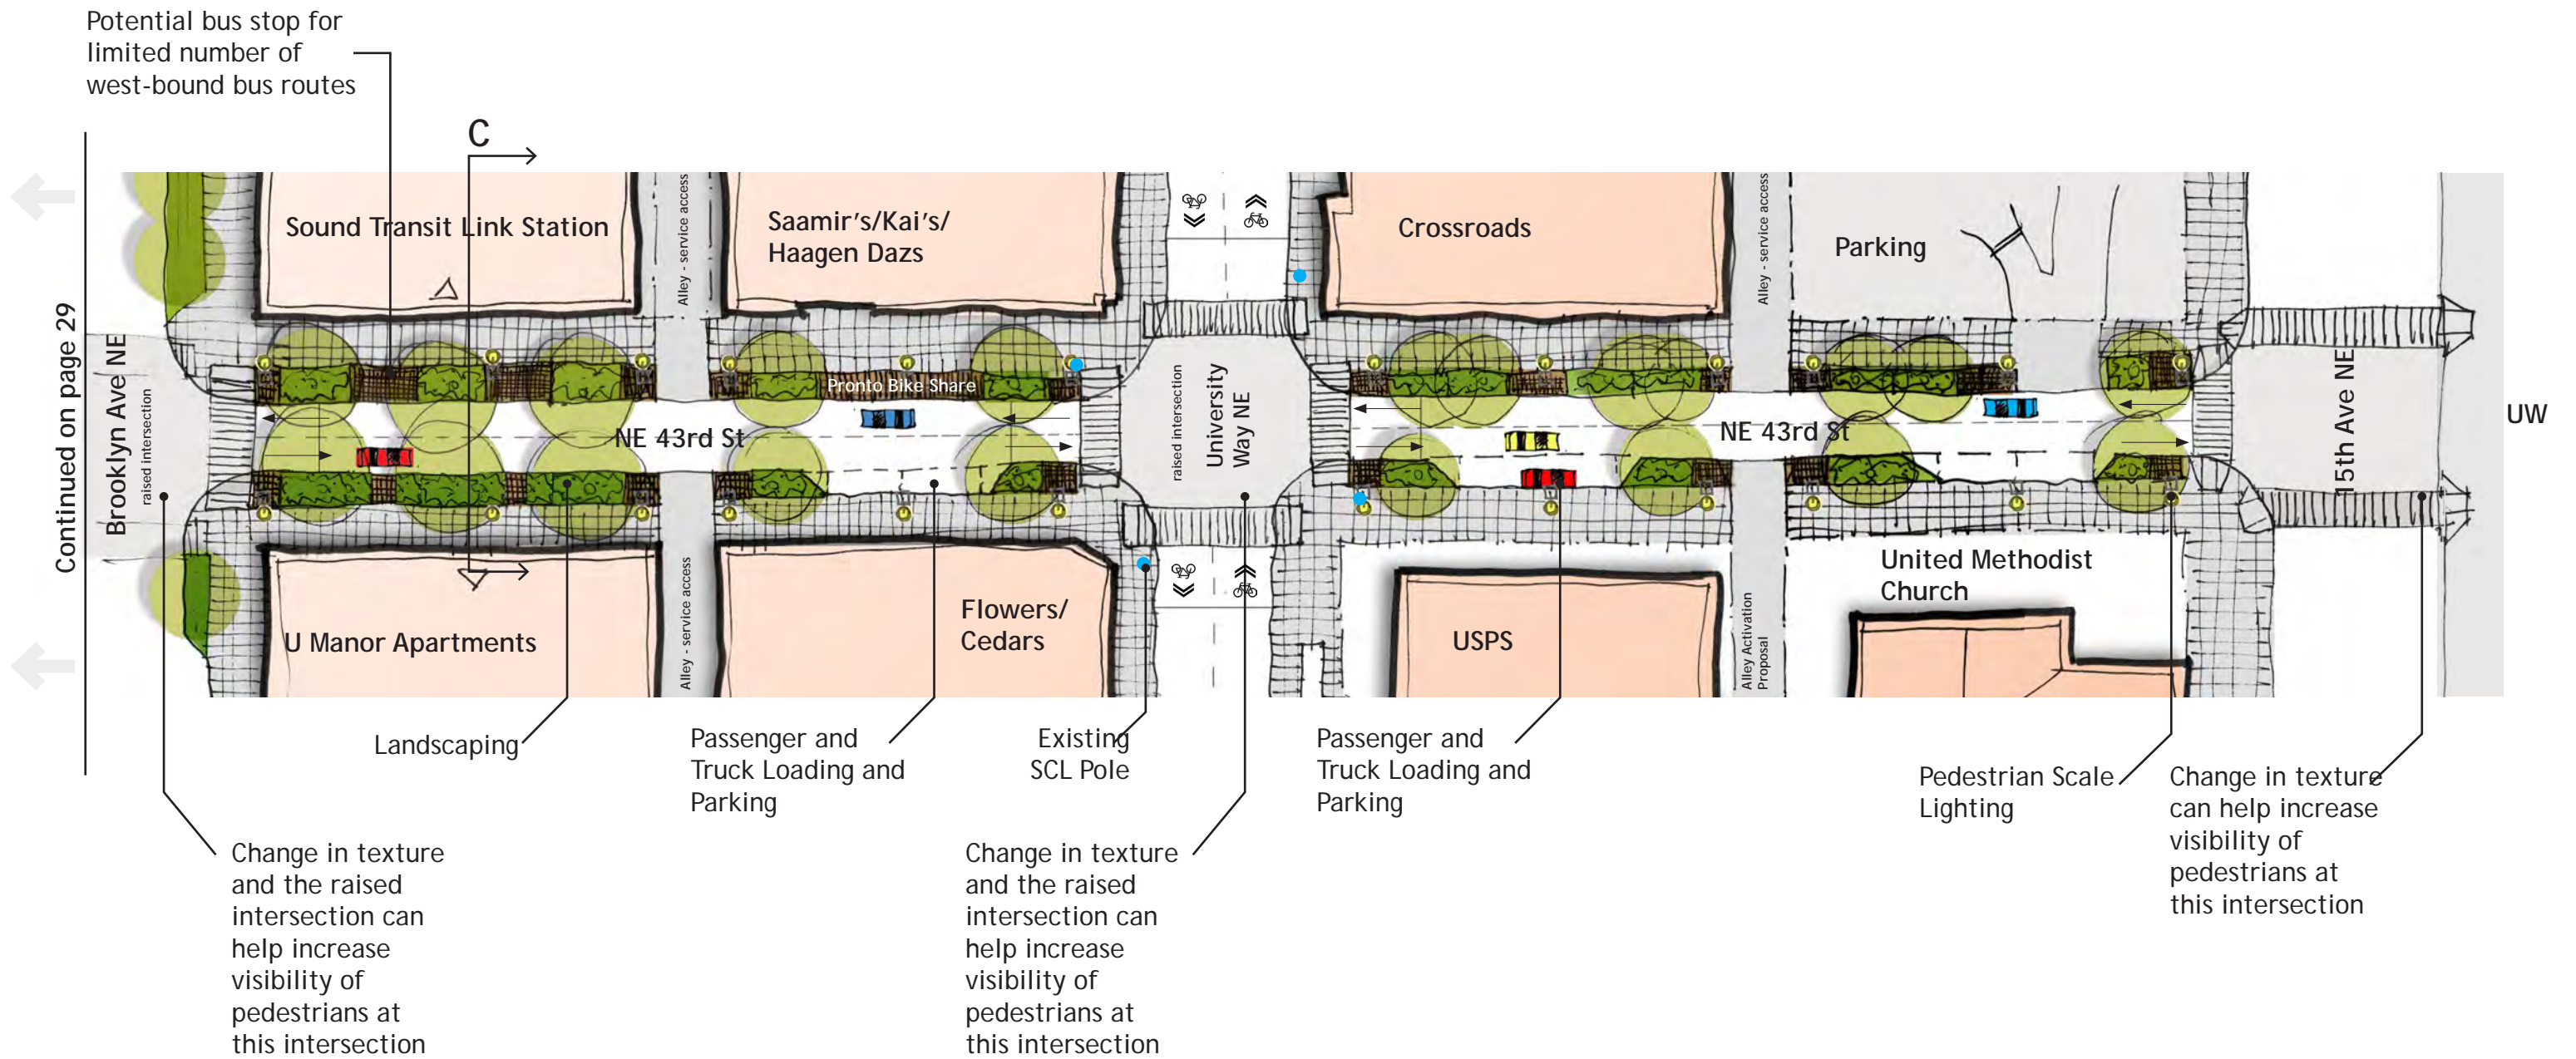 Potential bus stop for
limited number of
west-bound bus routes
C
Continued on page 29
Brooklyn Ave NE
raised intersection
Sound Transit Link Station
Alley - service access
Saamir's/Kai's/
Haagen Dazs
Crossroads
Alley - service access
Parking
Pronto Bike Share
NE 43rd St
raised intersection
University
Way NE
NE 43rd St
15th Ave NE
UW
U Manor Apartments
Alley - service access
Flowers/
Cedars
USPS
Alley Activation
Proposal
United Methodist
Church
Landscaping
Passenger and
Truck Loading and
Parking
Existing
SCL Pole
Passenger and
Truck Loading and
Parking
Pedestrian Scale
Lighting
Change in texture
can help increase
visibility of
pedestrians at
this intersection
Change in texture
and the raised
intersection can
help increase
visibility of
pedestrians at
this intersection
Change in texture
and the raised
intersection can
help increase
visibility of
pedestrians at
this intersection